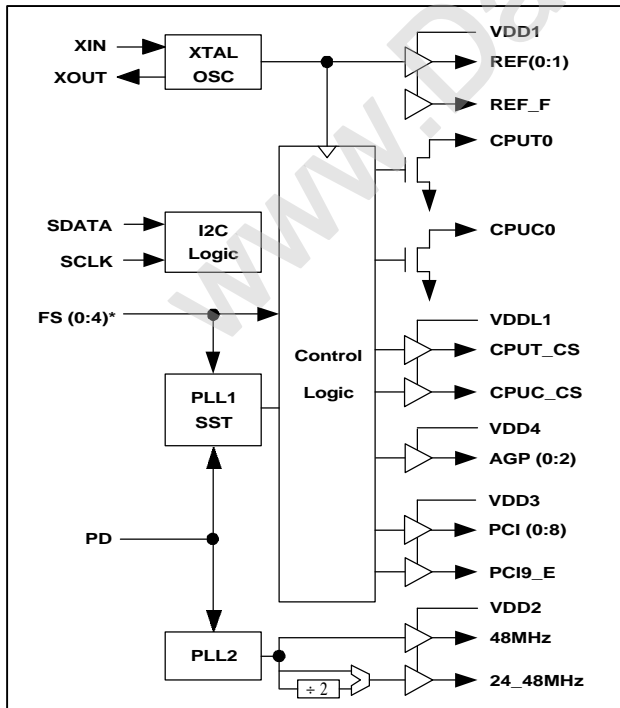 XIN
XOUT
XTAL
OSC
VDD1
REF(0:1)
REF_F
CPUT0
SDATA
SCLK
I2C
Logic
CPUC0
FS (0:4)*
VDDL1
CPUT_CS
Control
Logic
PLL1
SST
CPUC_CS
VDD4
AGP (0:2)
VDD3
PCI (0:8)
PD
PCI9_E
VDD2
PLL2
48MHz
÷ 2
24_48MHz
www.Da